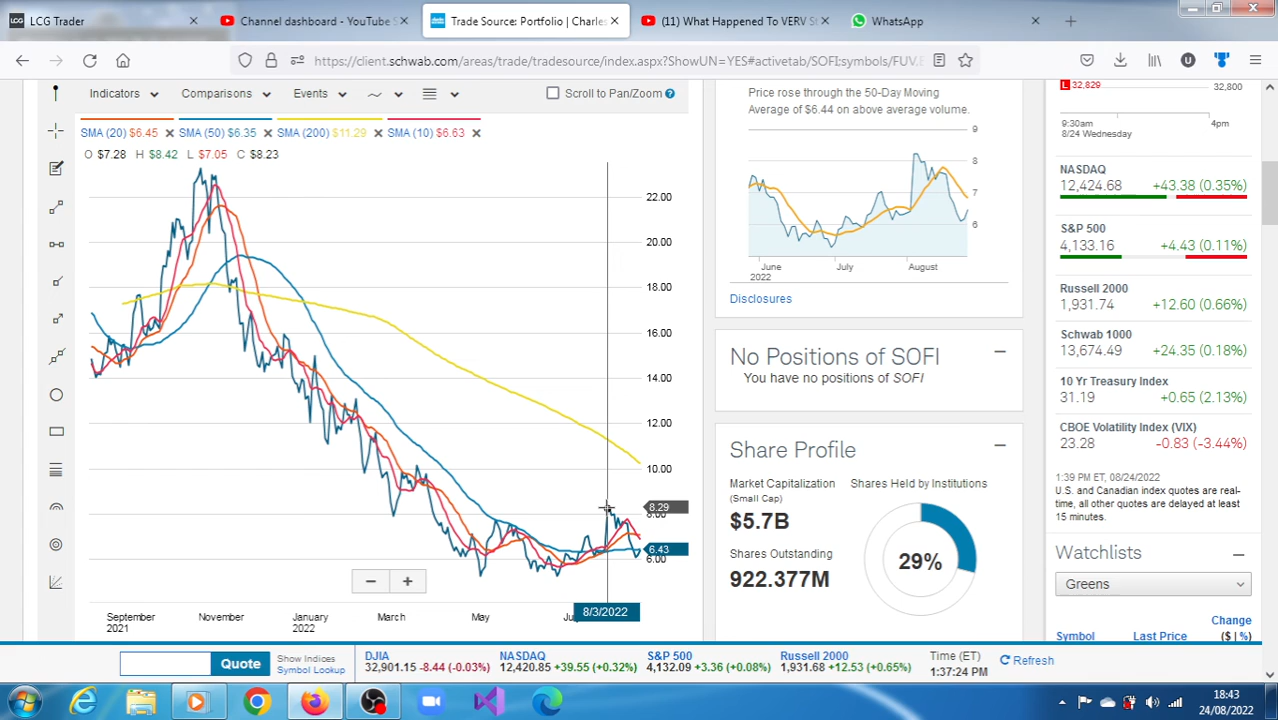 LCG Trader
Channel dashboard - YouTube S
Trade Source: Portfolio | Charles
(11) What Happened To VERV St
WhatsApp
https://client.schwab.com/areas/trade/tradesource/index.aspx?ShowUN=YES#activetab/SOFI:symbols/FUV.E
Indicators
Comparisons
Events
Scroll to Pan/Zoom
SMA (20) $6.45
SMA (50) $6.35
SMA (200) $11.29
SMA (10) $6.63
O $7.28 H $8.42 L $7.05 C $8.23
22.00
20.00
18.00
16.00
14.00
12.00
10.00
8.29
8.00
6.43
6.00
8/3/2022
September
2021
November
January
2022
March
May
Price rose through the 50-Day Moving
Average of $6.44 on above average volume.
9
8
7
6
June
2022
July
August
Disclosures
No Positions of SOFI
You have no positions of SOFI
Share Profile
Market Capitalization
(Small Cap)
$5.7B
Shares Outstanding
922.377M
Shares Held by Institutions
29%
L 32,829
32,800
9:30am
4pm
8/24 Wednesday
NASDAQ
12,424.68 +43.38 (0.35%)
S&P 500
4,133.16 +4.43 (0.11%)
Russell 2000
1,931.74 +12.60 (0.66%)
Schwab 1000
13,674.49 +24.35 (0.18%)
10 Yr Treasury Index
31.19 +0.65 (2.13%)
CBOE Volatility Index (VIX)
23.28 -0.83 (-3.44%)
1:39 PM ET, 08/24/2022
U.S. and Canadian index quotes are real-
time, all other quotes are delayed at least
15 minutes.
Watchlists
Greens
Change
Symbol Last Price ($ | %)
Quote
Show Indices
Symbol Lookup
DJIA
32,901.15 -8.44 (-0.03%)
NASDAQ
12,420.85 +39.55 (+0.32%)
S&P 500
4,132.09 +3.36 (+0.08%)
Russell 2000
1,931.68 +12.53 (+0.65%)
Time (ET)
1:37:24 PM
Refresh
18:43
24/08/2022